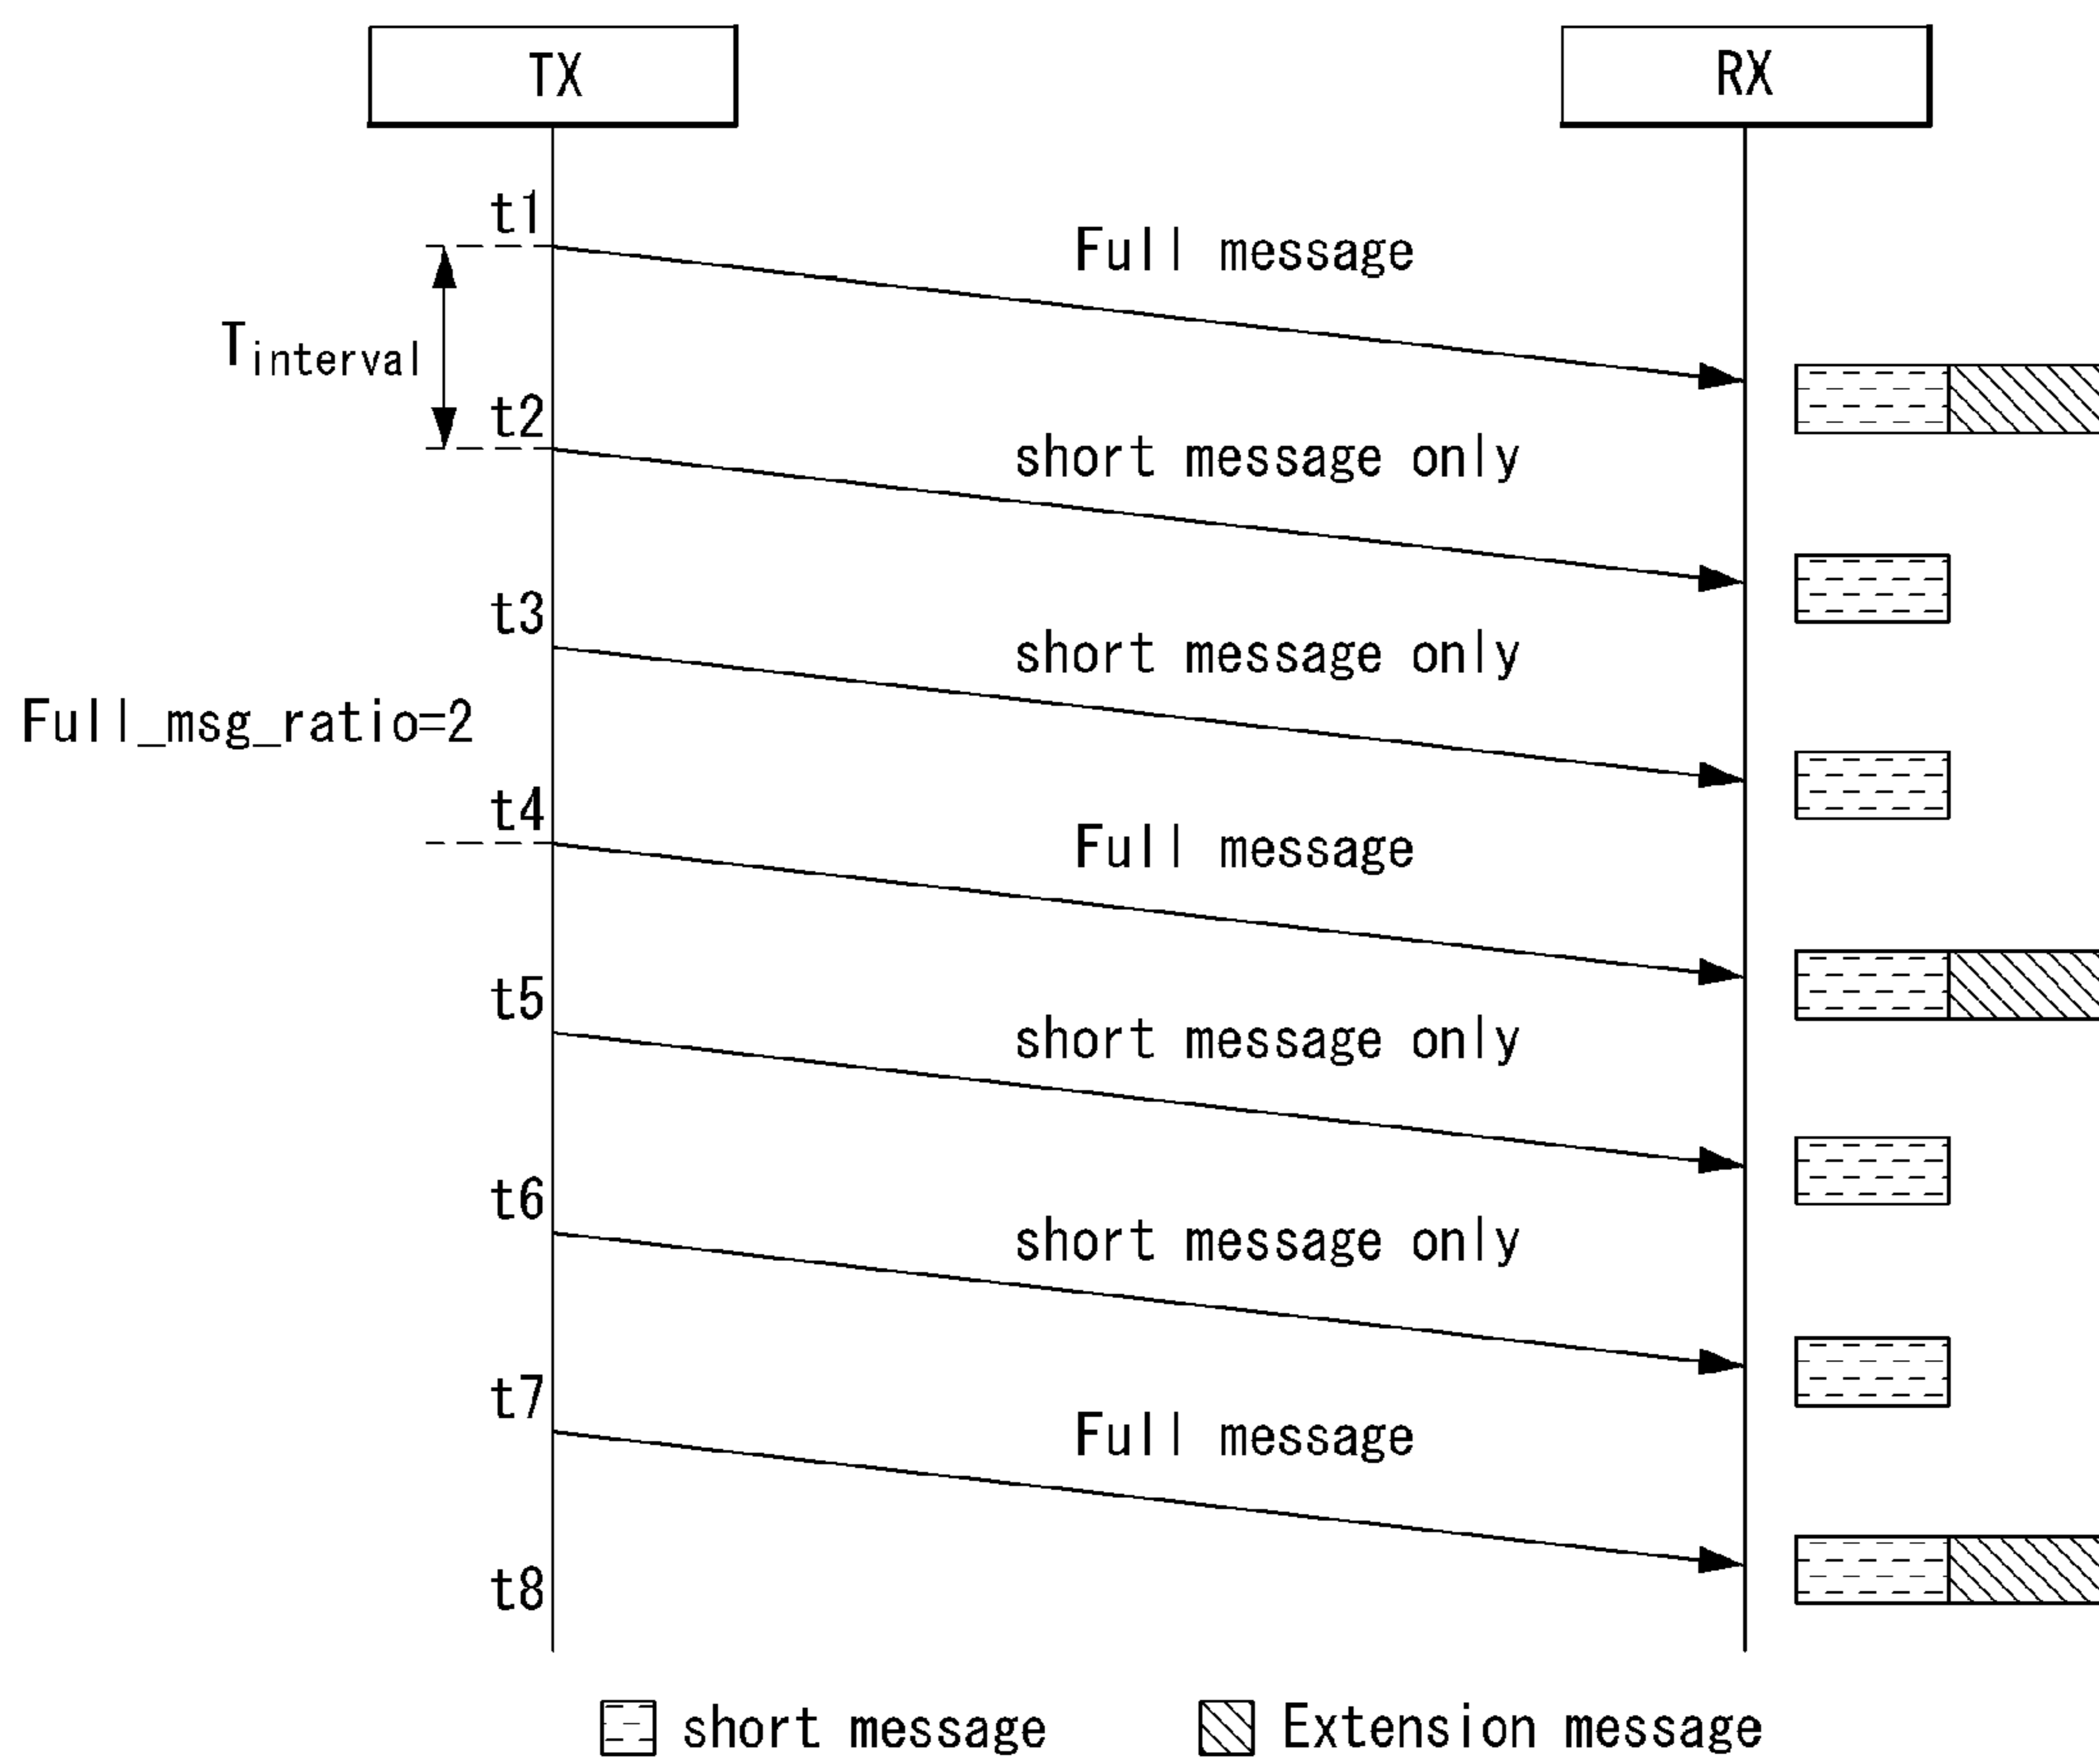 TX
RX
t1
Full message
Tinterval
t2
short message only
t3
short message only
Full_msg_ratio=2
t4
Full message
t5
short message only
t6
short message only
t7
Full message
t8
short message
Extension message